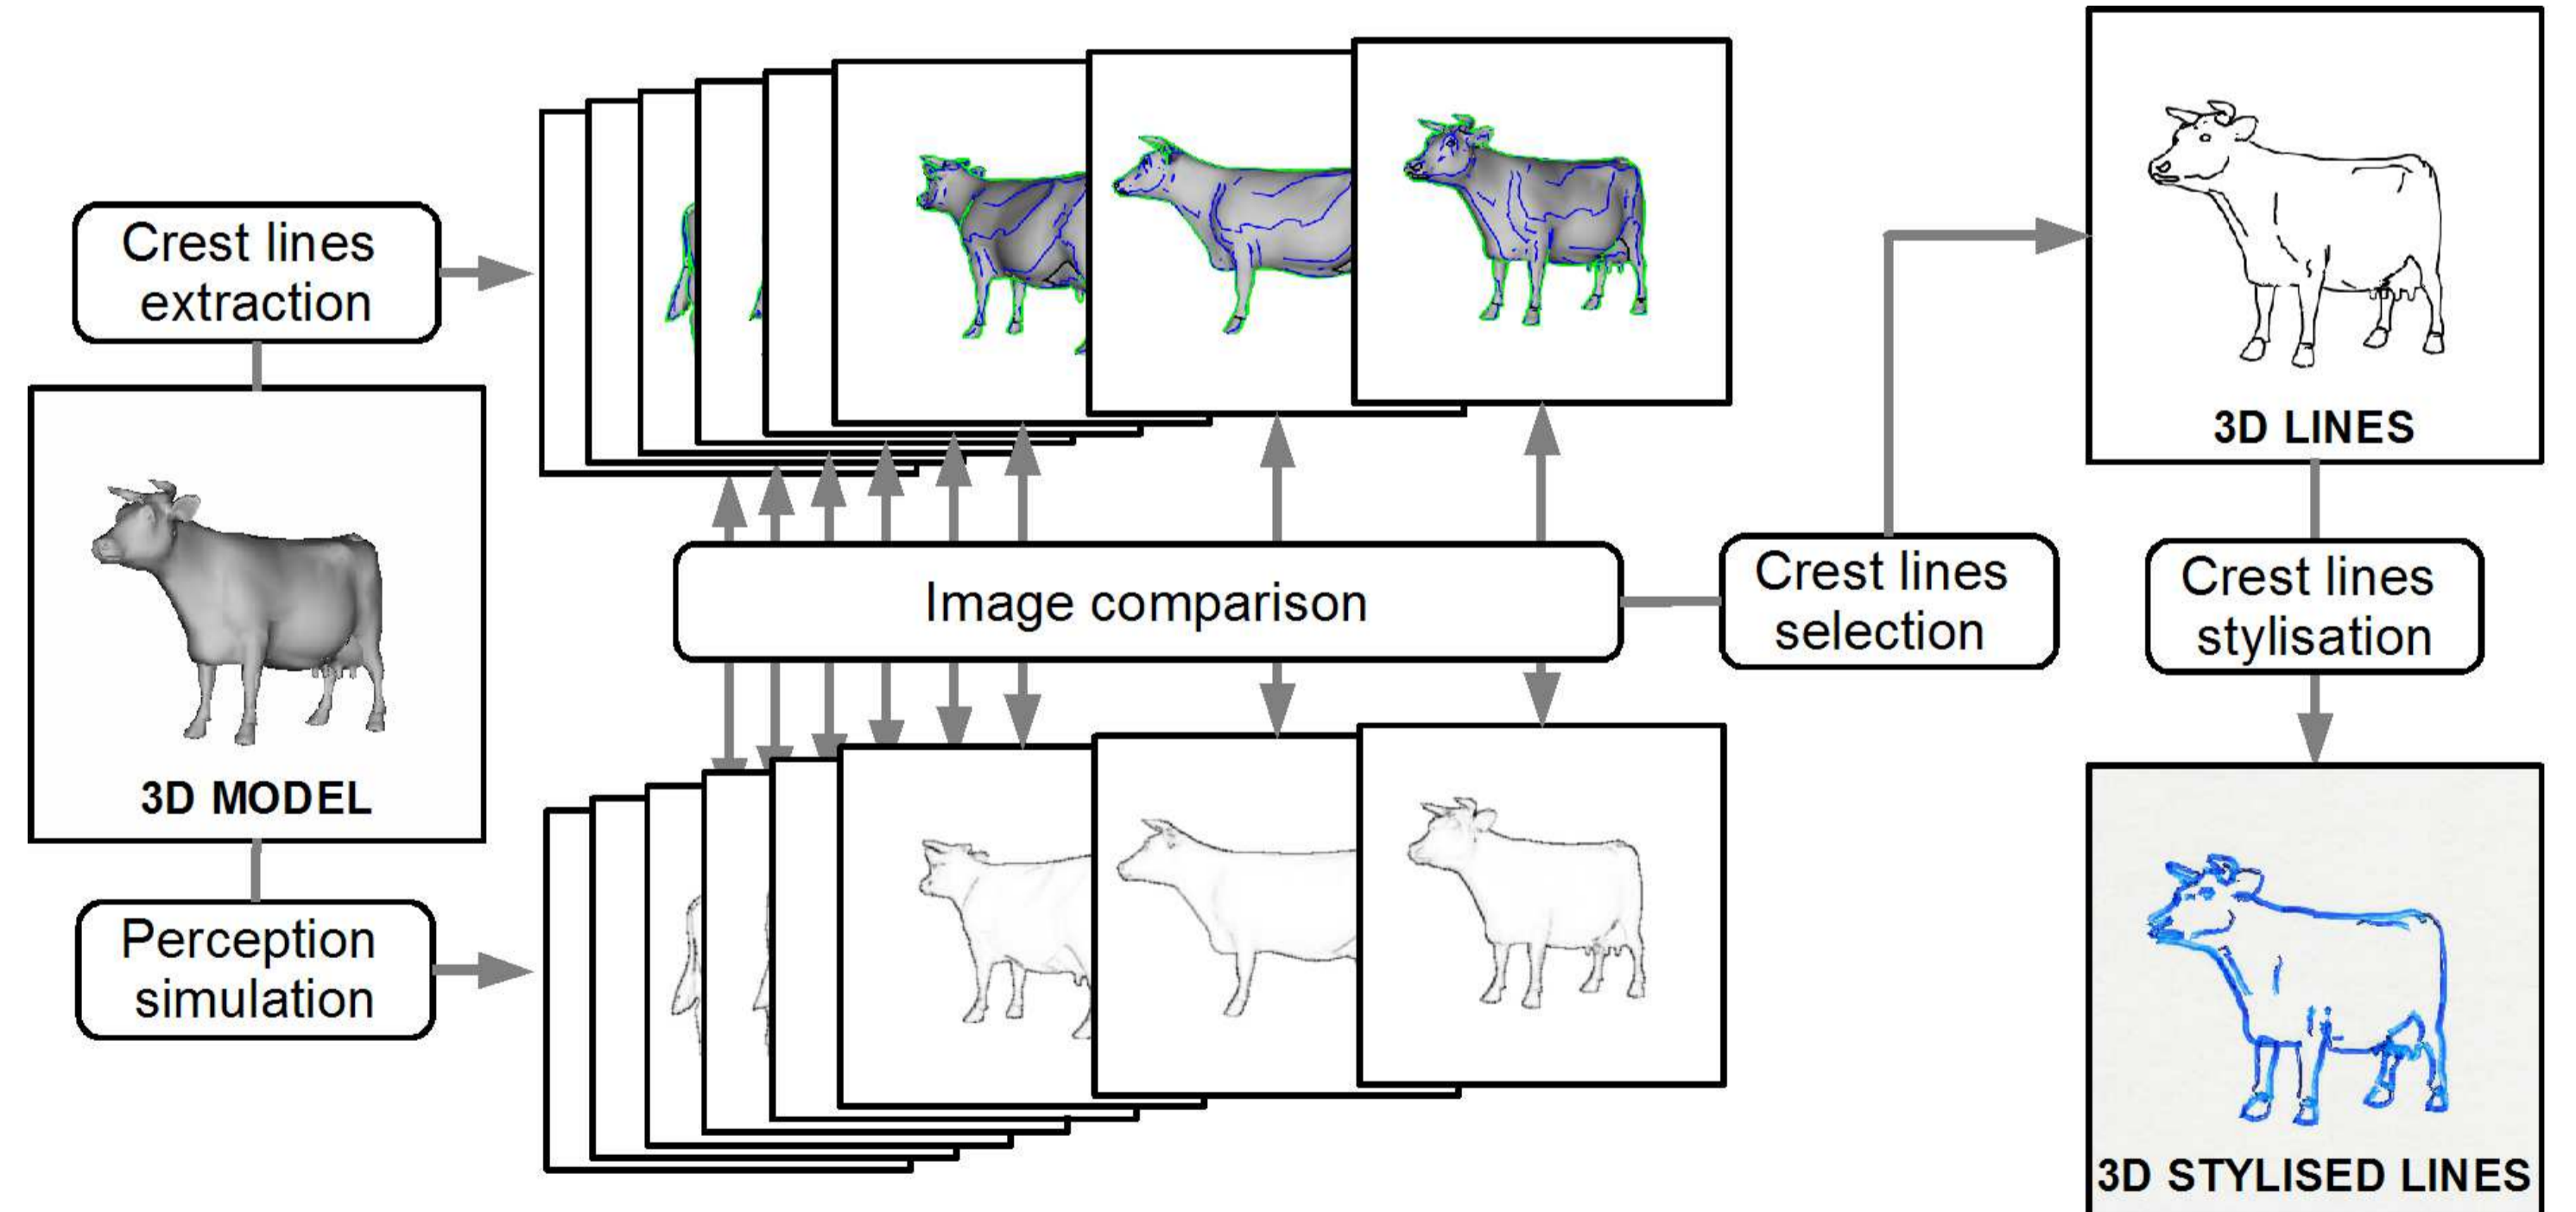 Crest lines
extraction
3D MODEL
Perception
simulation
Image comparison
Crest lines
selection
3D LINES
Crest lines
stylisation
3D STYLISED LINES